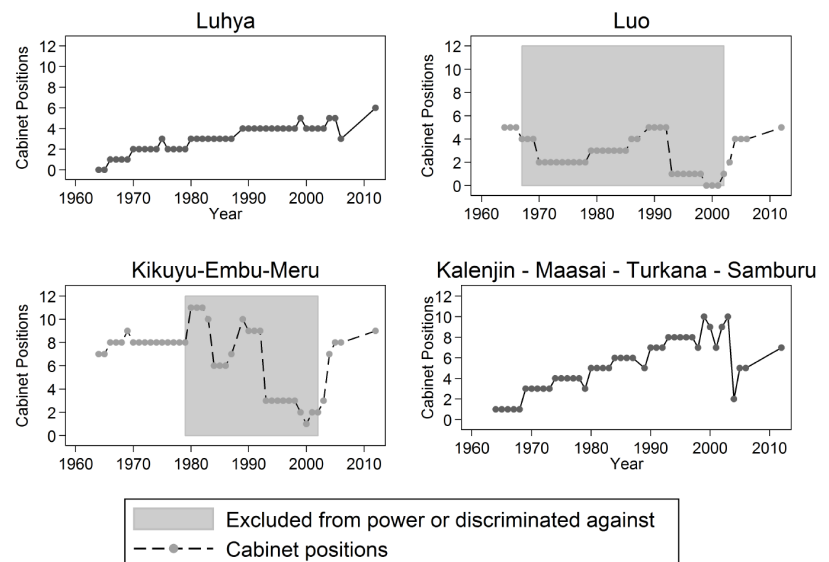 Luhya
Cabinet Positions
12
10
8
6
4
2
0
1960 1970 1980 1990 2000 2010
Year
Luo
Cabinet Positions
12
10
8
6
4
2
0
1960 1970 1980 1990 2000 2010
Kikuyu-Embu-Meru
Cabinet Positions
12
10
8
6
4
2
0
1960 1970 1980 1990 2000 2010
Kalenjin - Maasai - Turkana - Samburu
Cabinet Positions
12
10
8
6
4
2
0
1960 1970 1980 1990 2000 2010
Year
Excluded from power or discriminated against
Cabinet positions